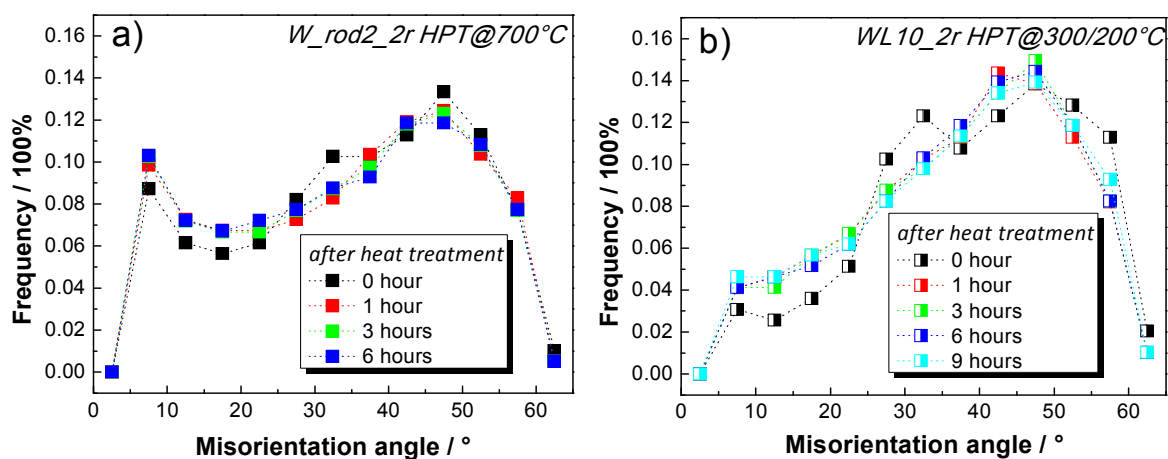 a)
W_rod2_2r HPT@700°C
Frequency / 100%
0.16
0.14
0.12
0.10
0.08
0.06
0.04
0.02
0.00
after heat treatment
0 hour
1 hour
3 hours
6 hours
0 10 20 30 40 50 60
Misorientation angle / °
b)
WL10_2r HPT@300/200°C
Frequency / 100%
0.16
0.14
0.12
0.10
0.08
0.06
0.04
0.02
0.00
after heat treatment
0 hour
1 hour
3 hours
6 hours
9 hours
0 10 20 30 40 50 60
Misorientation angle / °